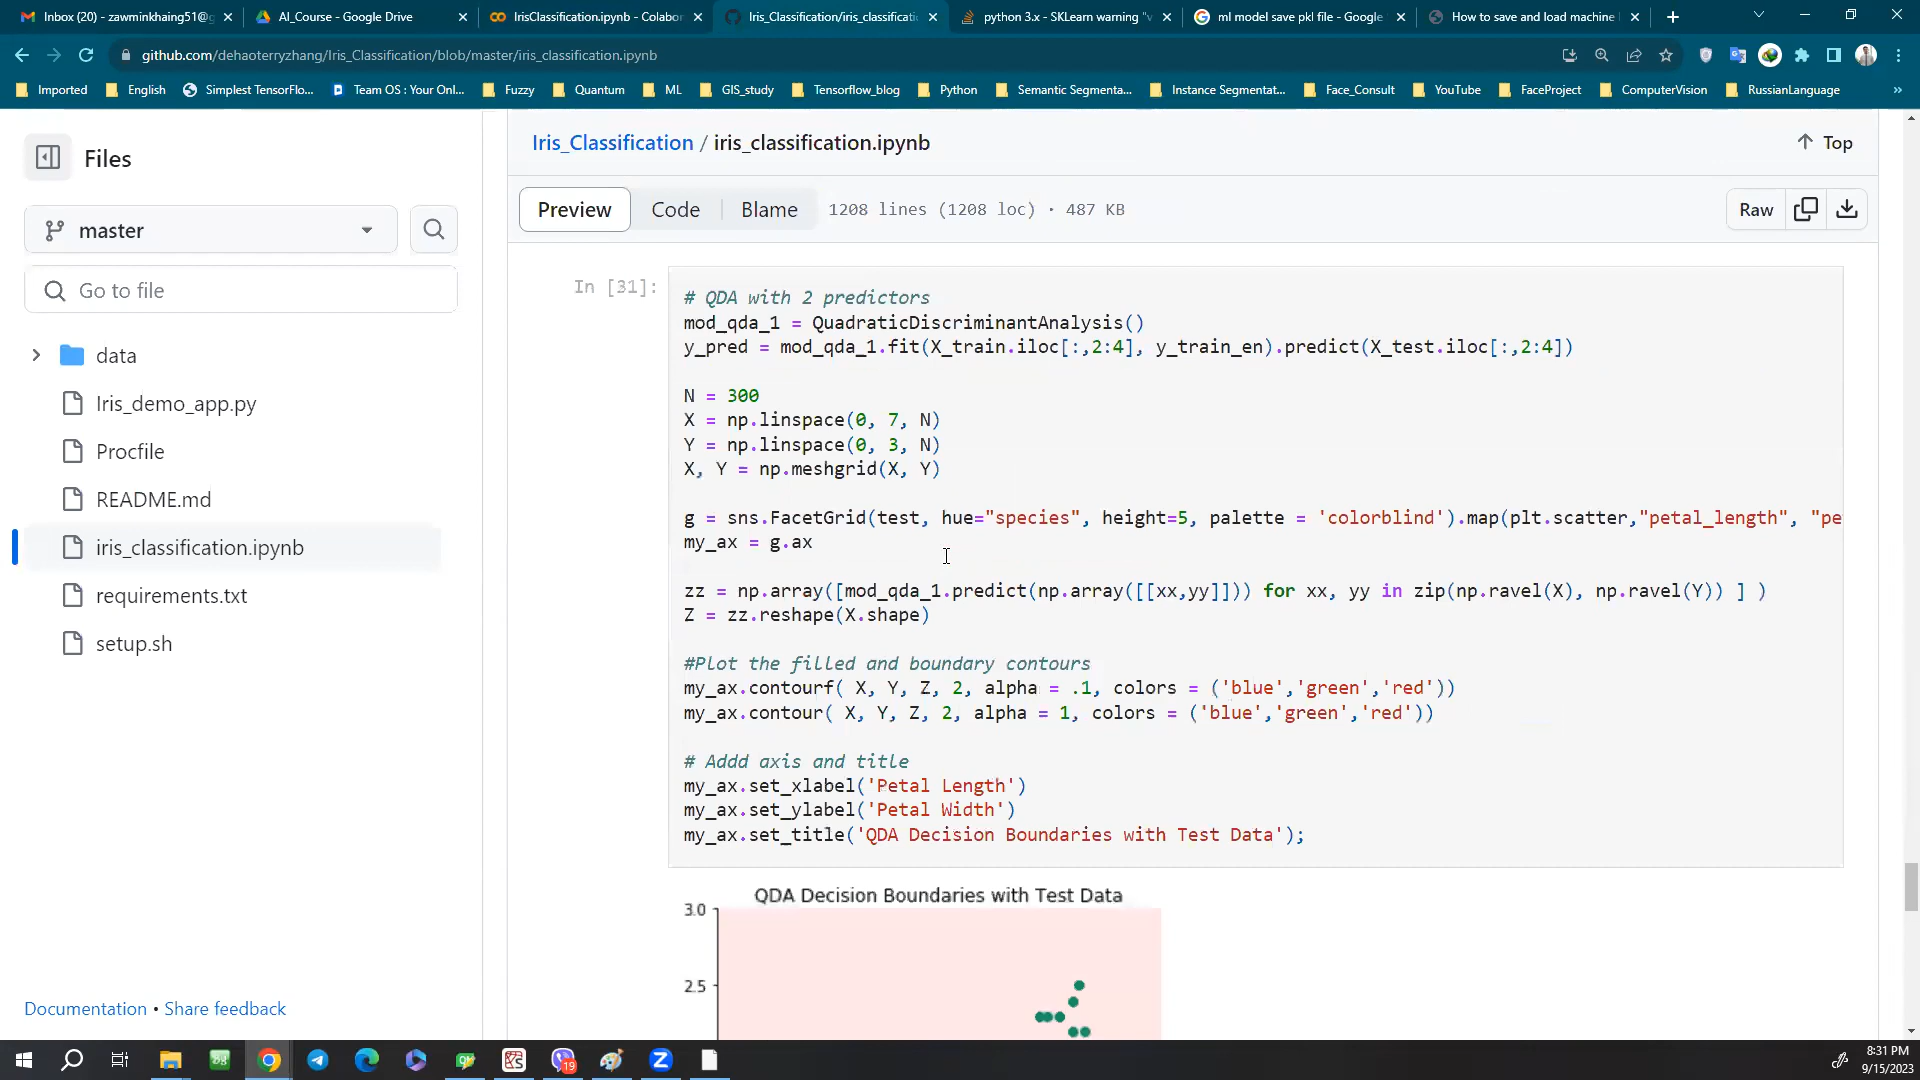 Inbox (20) - zawminkhaing51@g
AI_Course - Google Drive
IrisClassification.ipynb - Colabor
Iris_Classification/iris_classificati
python 3.x - SKLearn warning "v
ml model save pkl file - Google
How to save and load machine
github.com/dehaoterryzhang/Iris_Classification/blob/master/iris_classification.ipynb
Imported
English
Simplest TensorFlo...
Team OS : Your Onl...
Fuzzy
Quantum
ML
GIS_study
Tensorflow_blog
Python
Semantic Segmenta...
Instance Segmentat...
Face_Consult
YouTube
FaceProject
ComputerVision
RussianLanguage
»
Files
master
Go to file
data
Iris_demo_app.py
Procfile
README.md
iris_classification.ipynb
requirements.txt
setup.sh
Documentation • Share feedback
Iris_Classification / iris_classification.ipynb
Top
Preview
Code
Blame
1208 lines (1208 loc) · 487 KB
Raw
In [31]:
# QDA with 2 predictors
mod_qda_1 = QuadraticDiscriminantAnalysis()
y_pred = mod_qda_1.fit(X_train.iloc[:,2:4], y_train_en).predict(X_test.iloc[:,2:4])
N = 300
X = np.linspace(0, 7, N)
Y = np.linspace(0, 3, N)
X, Y = np.meshgrid(X, Y)
g = sns.FacetGrid(test, hue="species", height=5, palette = 'colorblind').map(plt.scatter,"petal_length", "pe
my_ax = g.ax
zz = np.array([mod_qda_1.predict(np.array([[xx,yy]])) for xx, yy in zip(np.ravel(X), np.ravel(Y)) ] )
Z = zz.reshape(X.shape)
#Plot the filled and boundary contours
my_ax.contourf( X, Y, Z, 2, alpha = .1, colors = ('blue','green','red'))
my_ax.contour( X, Y, Z, 2, alpha = 1, colors = ('blue','green','red'))
# Addd axis and title
my_ax.set_xlabel('Petal Length')
my_ax.set_ylabel('Petal Width')
my_ax.set_title('QDA Decision Boundaries with Test Data');
QDA Decision Boundaries with Test Data
3.0
2.5
19
8:31 PM
9/15/2023